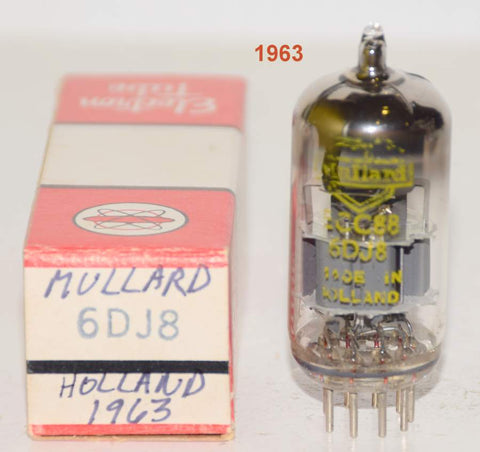 1963
Electron
Tube
MULLARD
6DJ8
HOLLAND
1963
Mullard
ECC88
6DJ8
MADE IN
HOLLAND